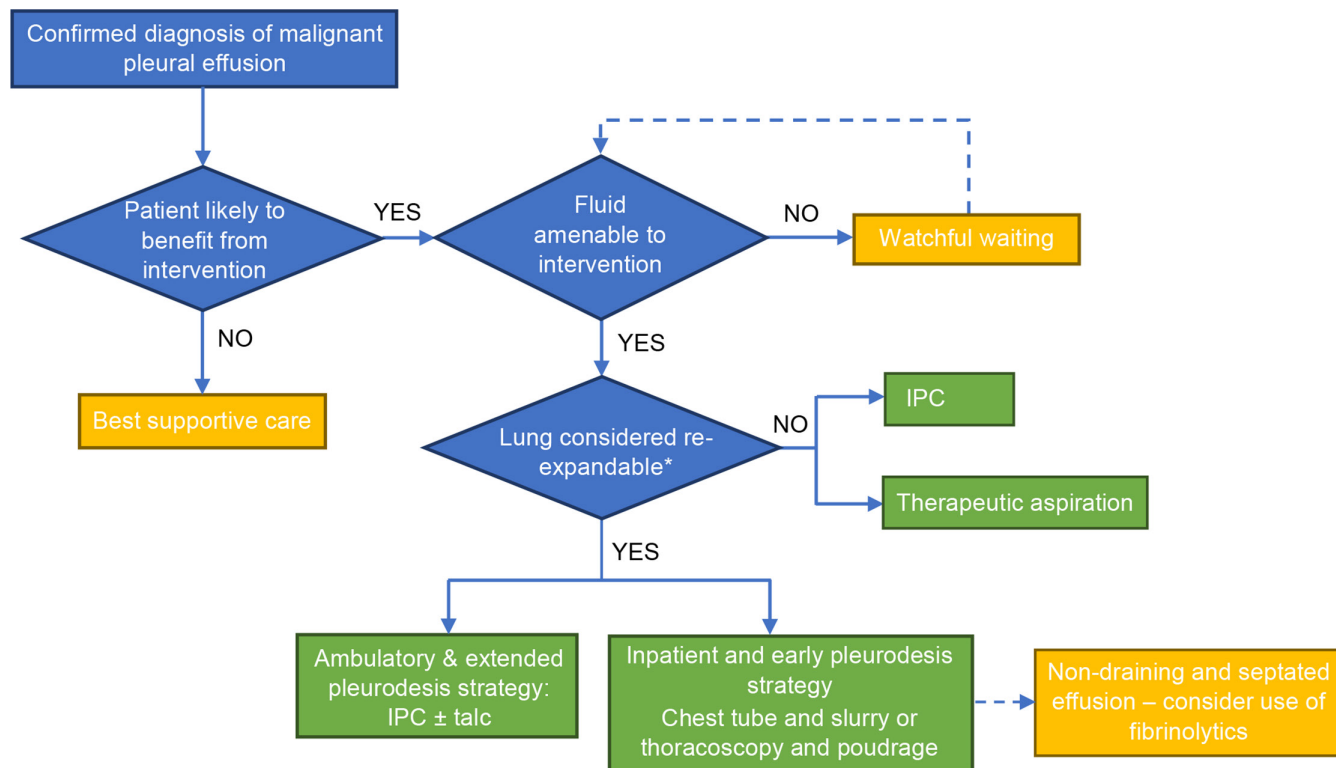 Confirmed diagnosis of malignant
pleural effusion
Patient likely to
benefit from
intervention
YES
Fluid
amenable to
intervention
NO
Watchful waiting
NO
YES
Best supportive care
Lung considered re-
expandable*
NO
IPC
Therapeutic aspiration
YES
Ambulatory & extended
pleurodesis strategy:
IPC ± talc
Inpatient and early pleurodesis
strategy
Chest tube and slurry or
thoracoscopy and poudrage
Non-draining and septated
effusion – consider use of
fibrinolytics